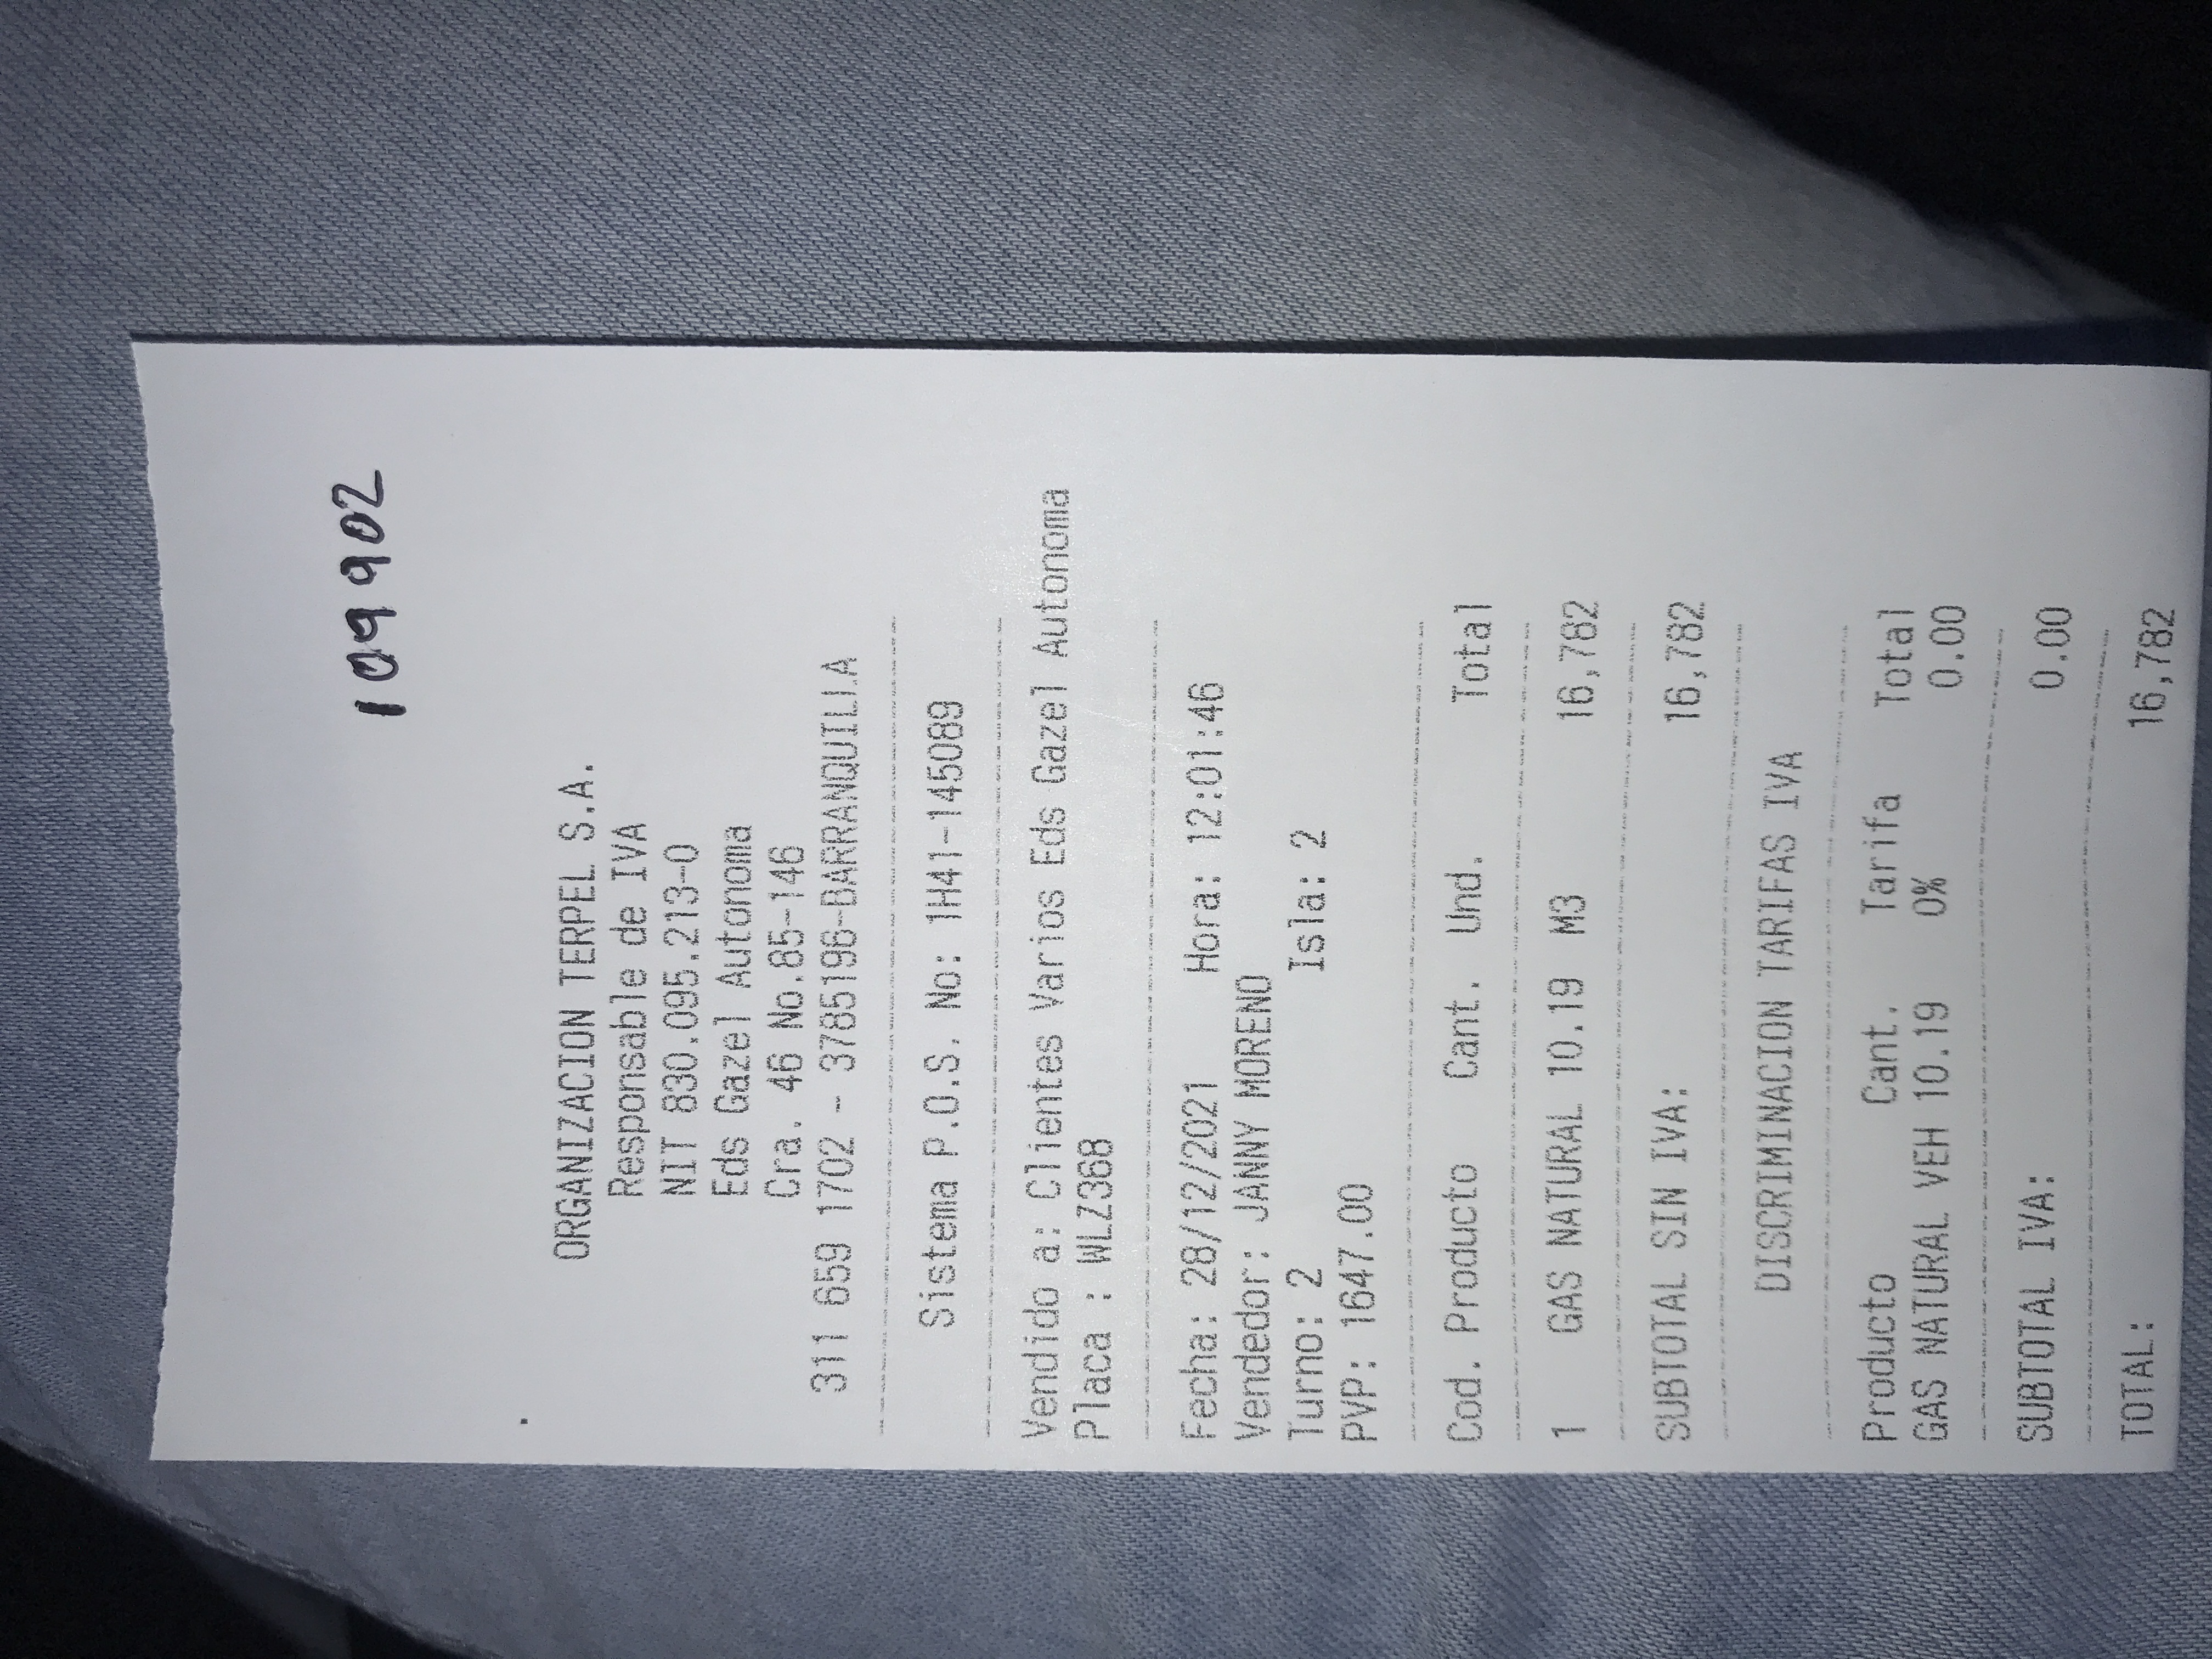 109902
ORGANIZACION TERPEL S.A.
Responsable de IVA
NIT 830.095.213-0
Eds Gazel Autonoma
Cra. 46 No.85-146
311 659 1702 - 3785196-BARRANQUILLA
Sistema P.O.S. No: 1H41-145089
Vendido a: Clientes Varios Eds Gazel Autonoma
Placa : WLZ368
Fecha: 28/12/2021 Hora: 12:01:46
Vendedor: JANNY MORENO
Turno: 2 Isla: 2
PVP: 1647.00
Cod. Producto Cant. Und. Total
1 GAS NATURAL 10.19 M3 16,782
SUBTOTAL SIN IVA: 16,782
DISCRIMINACION TARIFAS IVA
Producto Cant. Tarifa Total
GAS NATURAL VEH 10.19 0% 0.00
SUBTOTAL IVA: 0.00
TOTAL: 16,782